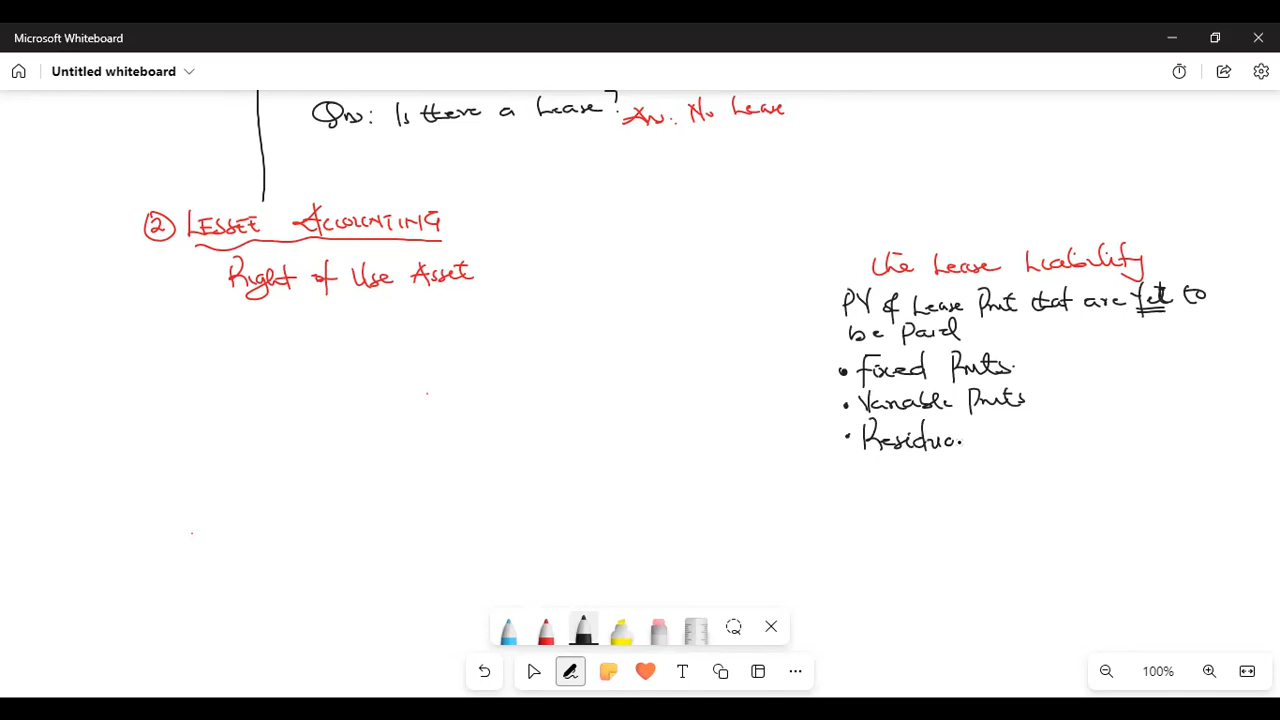 Microsoft Whiteboard
Untitled whiteboard
Qn: Is there a Lease? An: No Lease
② LESSEE ACCOUNTING
Right of Use Asset
the Lease Liability
PV of Lease Pmt that are Yet to
be Paid
• Fixed Pmts.
• Variable Pmts
• Residua
100%